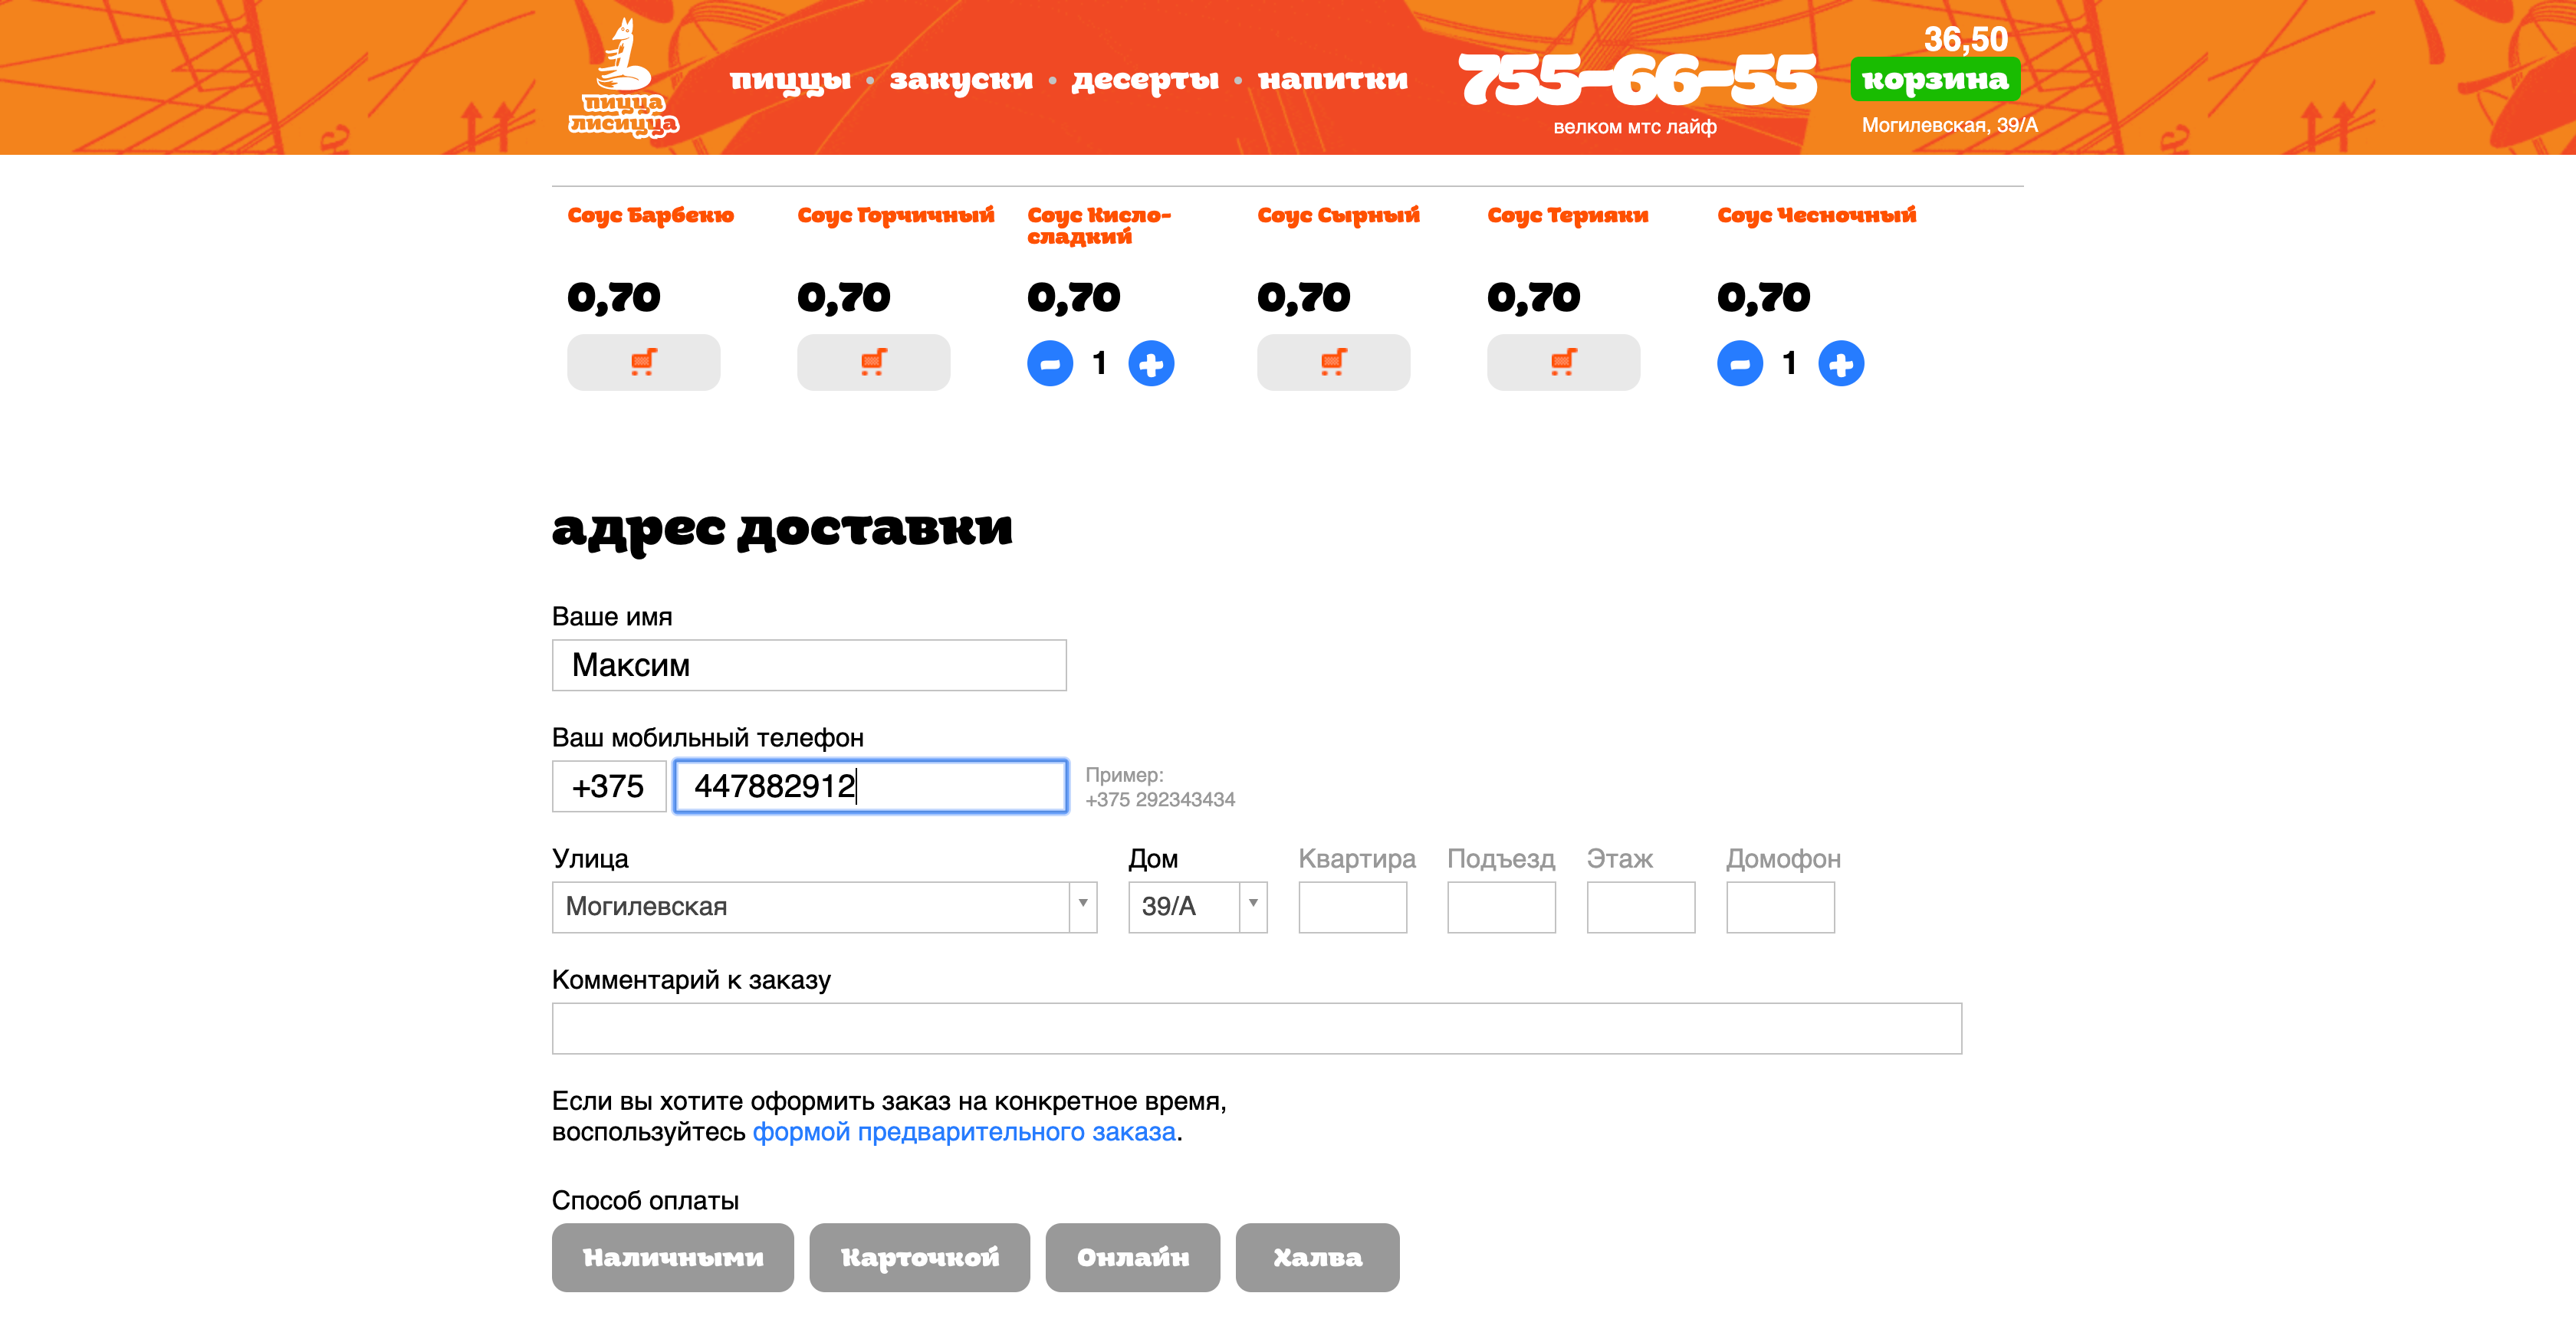 пицца
лисицца
пиццы • закуски • десерты • напитки
755-66-55
велком мтс лайф
36,50
корзина
Могилевская, 39/А
Соус Барбекю
0,70
Соус Горчичный
0,70
Соус Кисло-
сладкий
0,70
- 1 +
Соус Сырный
0,70
Соус Терияки
0,70
Соус Чесночный
0,70
- 1 +
адрес доставки
Ваше имя
Максим
Ваш мобильный телефон
+375 447882912
Пример:
+375 292343434
Улица
Могилевская
Дом
39/А
Квартира
Подъезд
Этаж
Домофон
Комментарий к заказу
Если вы хотите оформить заказ на конкретное время,
воспользуйтесь формой предварительного заказа.
Способ оплаты
Наличными
Карточкой
Онлайн
Халва